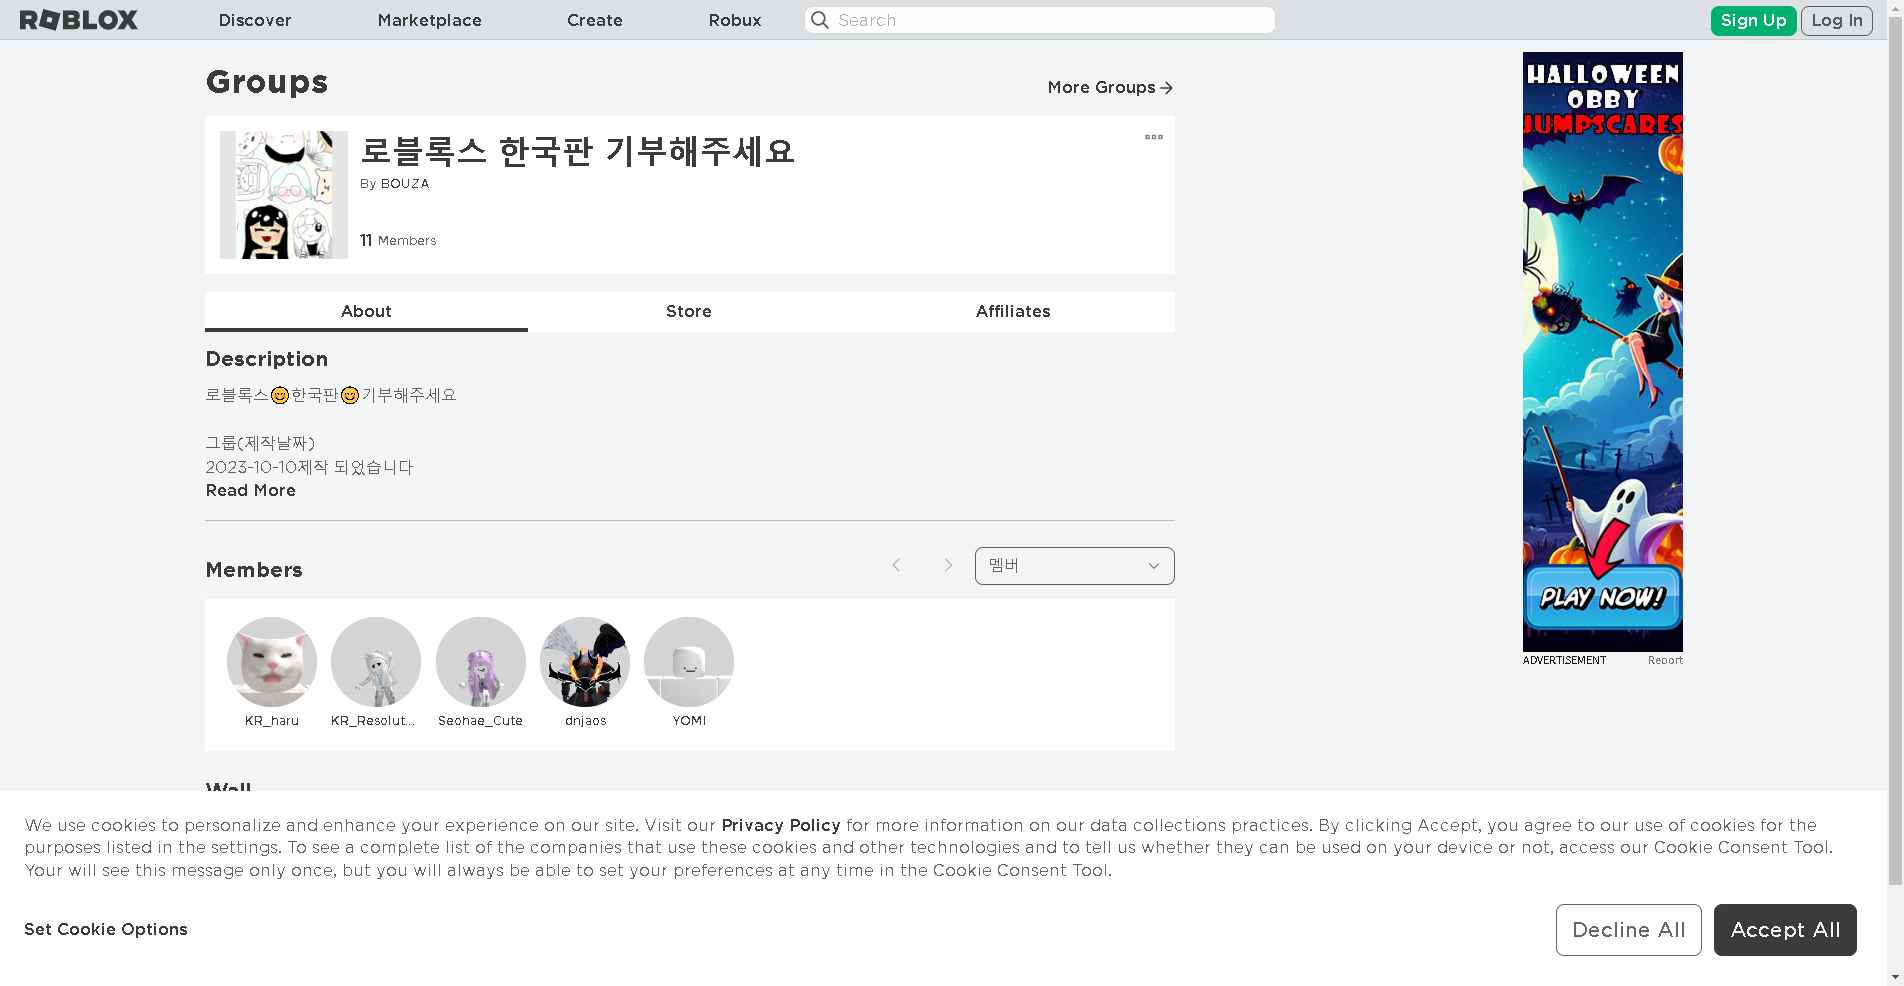 ROBLOX
Discover
Marketplace
Create
Robux
Search
Sign Up
Log In
Groups
More Groups
로블록스 한국판 기부해주세요
By BOUZA
11 Members
About
Store
Affiliates
Description
로블록스😊한국판😊기부해주세요
그룹(제작날짜)
2023-10-10제작 되었습니다
Read More
Members
멤버
KR_haru
KR_Resolut...
Seohae_Cute
dnjaos
YOMI
Wall
HALLOWEEN
OBBY
JUMPSCARES
PLAY NOW!
ADVERTISEMENT
Report
We use cookies to personalize and enhance your experience on our site. Visit our Privacy Policy for more information on our data collections practices. By clicking Accept, you agree to our use of cookies for the
purposes listed in the settings. To see a complete list of the companies that use these cookies and other technologies and to tell us whether they can be used on your device or not, access our Cookie Consent Tool.
Your will see this message only once, but you will always be able to set your preferences at any time in the Cookie Consent Tool.
Set Cookie Options
Decline All
Accept All